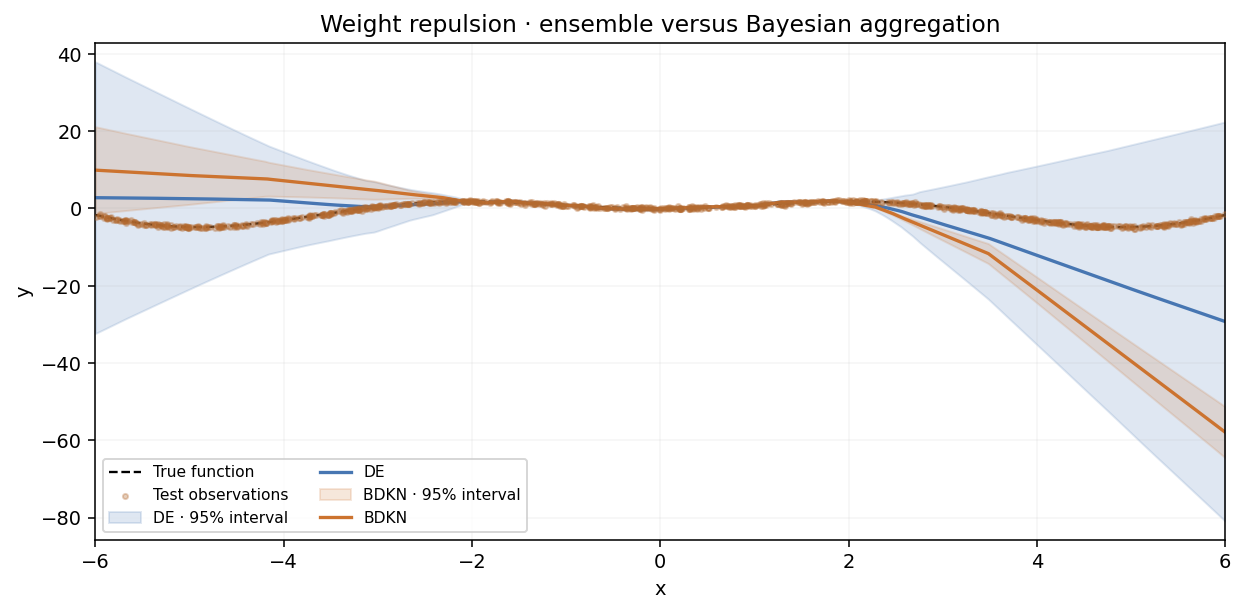 Weight repulsion · ensemble versus Bayesian aggregation
y
40
20
0
−20
−40
−60
−80
True function
Test observations
DE · 95% interval
DE
BDKN · 95% interval
BDKN
−6
−4
−2
0
2
4
6
x